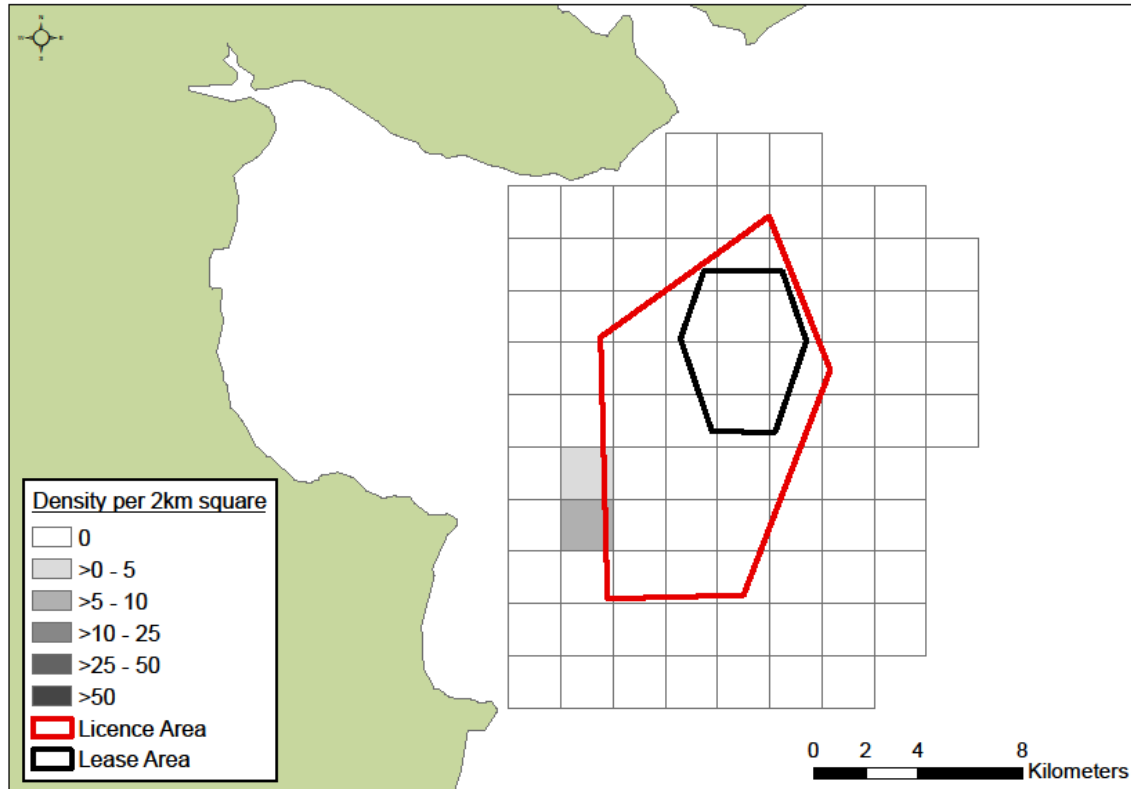 N
W E
S
Density per 2km square
0
>0 - 5
>5 - 10
>10 - 25
>25 - 50
>50
Licence Area
Lease Area
0 2 4 8
Kilometers